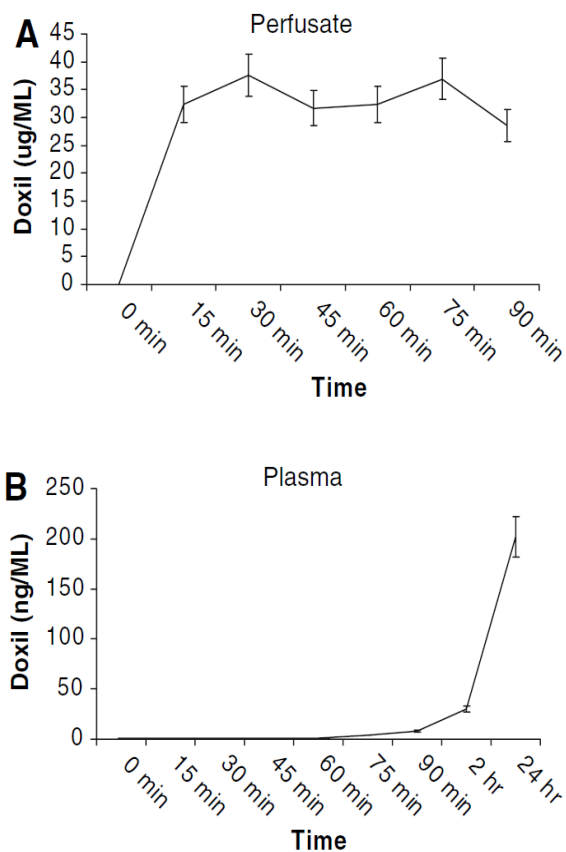 A
Perfusate
Doxil (ug/ML)
45
40
35
30
25
20
15
10
5
0
0 min
15 min
30 min
45 min
60 min
75 min
90 min
Time
B
Plasma
Doxil (ng/ML)
250
200
150
100
50
0
0 min
15 min
30 min
45 min
60 min
75 min
90 min
2 hr
24 hr
Time